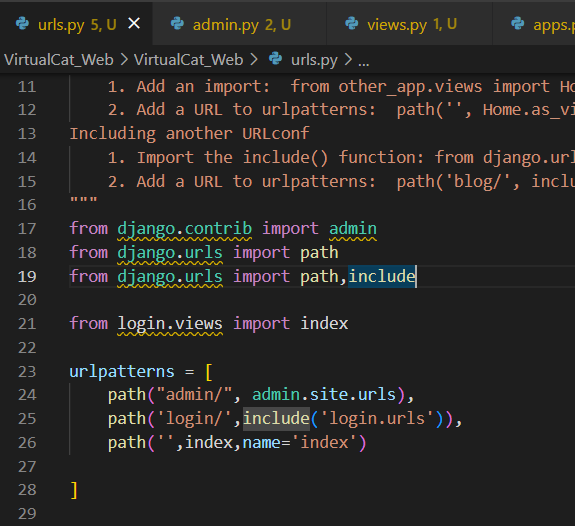 urls.py 5, U × admin.py 2, U views.py 1, U apps.p
VirtualCat_Web > VirtualCat_Web > urls.py > ...
11 1. Add an import:  from other_app.views import Ho
12 2. Add a URL to urlpatterns:  path('', Home.as_vi
13 Including another URLconf
14 1. Import the include() function: from django.url
15 2. Add a URL to urlpatterns:  path('blog/', inclu
16 """
17 from django.contrib import admin
18 from django.urls import path
19 from django.urls import path,include
20
21 from login.views import index
22
23 urlpatterns = [
24 path("admin/", admin.site.urls),
25 path('login/',include('login.urls')),
26 path('',index,name='index')
27
28 ]
29